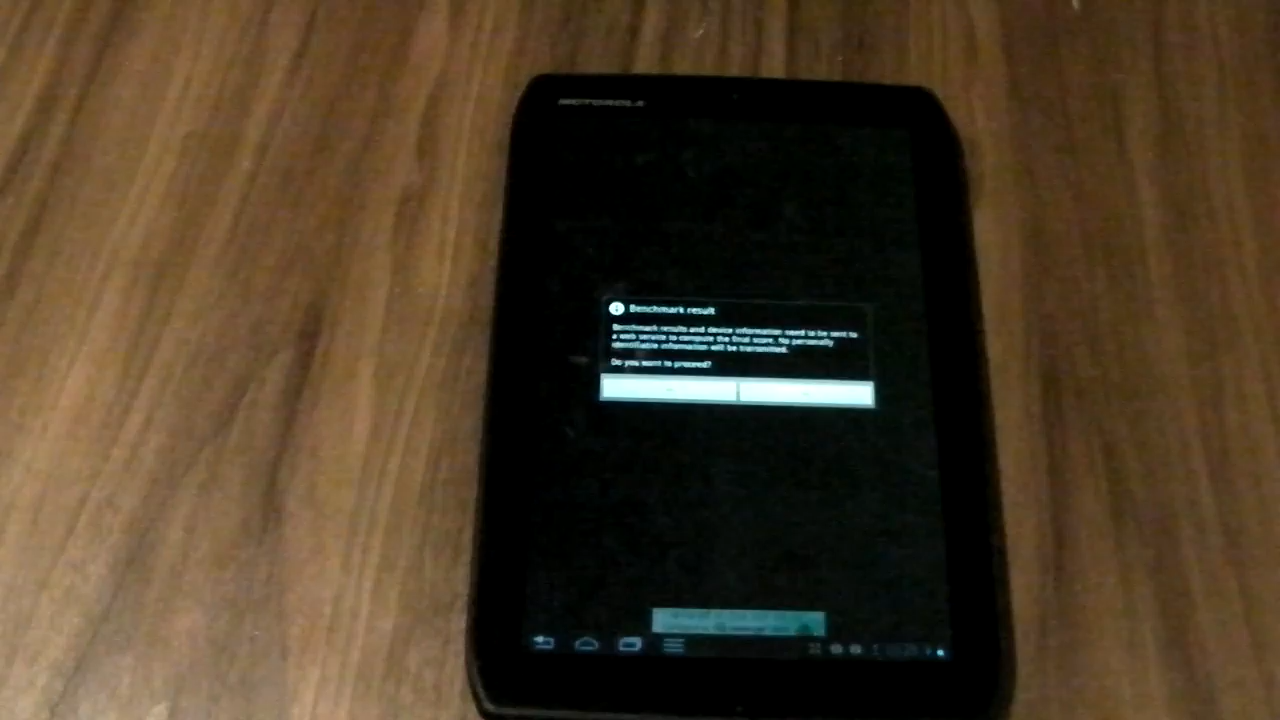 MOTOROLA
Benchmark result
Benchmark results and device information need to be sent to
a web service to compute the final score. No personally
identifiable information will be transmitted.
Do you want to proceed?